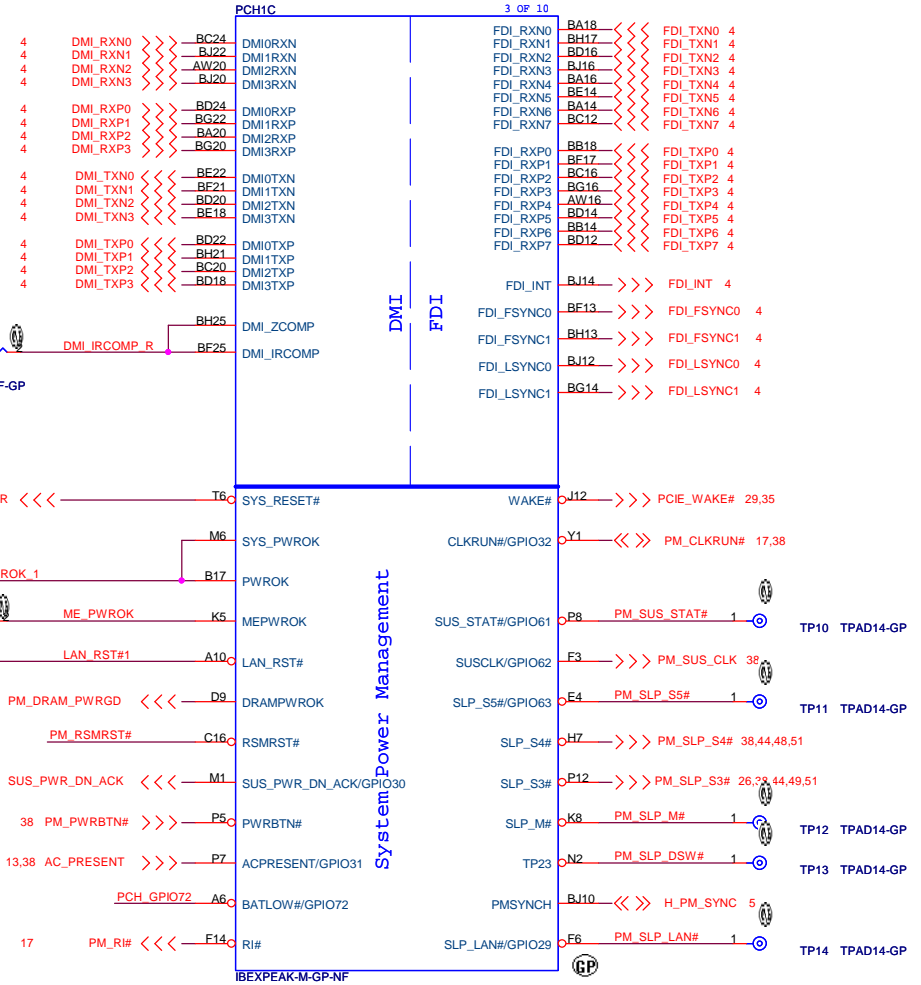 PCH1C 3 OF 10
4 DMI_RXN0 BC24 DMI0RXN FDI_RXN0 BA18 FDI_TXN0 4
4 DMI_RXN1 BJ22 DMI1RXN FDI_RXN1 BH17 FDI_TXN1 4
4 DMI_RXN2 AW20 DMI2RXN FDI_RXN2 BD16 FDI_TXN2 4
4 DMI_RXN3 BJ20 DMI3RXN FDI_RXN3 BJ16 FDI_TXN3 4
FDI_RXN4 BA16 FDI_TXN4 4
FDI_RXN5 BE14 FDI_TXN5 4
4 DMI_RXP0 BD24 DMI0RXP FDI_RXN6 BA14 FDI_TXN6 4
4 DMI_RXP1 BG22 DMI1RXP FDI_RXN7 BC12 FDI_TXN7 4
4 DMI_RXP2 BA20 DMI2RXP
4 DMI_RXP3 BG20 DMI3RXP FDI_RXP0 BB18 FDI_TXP0 4
FDI_RXP1 BF17 FDI_TXP1 4
4 DMI_TXN0 BE22 DMI0TXN FDI_RXP2 BC16 FDI_TXP2 4
4 DMI_TXN1 BF21 DMI1TXN FDI_RXP3 BG16 FDI_TXP3 4
4 DMI_TXN2 BD20 DMI2TXN FDI_RXP4 AW16 FDI_TXP4 4
4 DMI_TXN3 BE18 DMI3TXN FDI_RXP5 BD14 FDI_TXP5 4
FDI_RXP6 BB14 FDI_TXP6 4
4 DMI_TXP0 BD22 DMI0TXP FDI_RXP7 BD12 FDI_TXP7 4
4 DMI_TXP1 BH21 DMI1TXP
4 DMI_TXP2 BC20 DMI2TXP
4 DMI_TXP3 BD18 DMI3TXP FDI_INT BJ14 FDI_INT 4
DMI FDI
FDI_FSYNC0 BF13 FDI_FSYNC0 4
BH25 DMI_ZCOMP
FDI_FSYNC1 BH13 FDI_FSYNC1 4
2 DMI_IRCOMP_R BF25 DMI_IRCOMP
FDI_LSYNC0 BJ12 FDI_LSYNC0 4
F-GP
FDI_LSYNC1 BG14 FDI_LSYNC1 4
System Power Management
R T6 SYS_RESET# WAKE# J12 PCIE_WAKE# 29,35
M6 SYS_PWROK CLKRUN#/GPIO32 Y1 PM_CLKRUN# 17,38
ROK_1 B17 PWROK
ME_PWROK K5 MEPWROK SUS_STAT#/GPIO61 P8 PM_SUS_STAT# 1 TP10 TPAD14-GP
LAN_RST#1 A10 LAN_RST# SUSCLK/GPIO62 F3 PM_SUS_CLK 38
PM_DRAM_PWRGD D9 DRAMPWROK SLP_S5#/GPIO63 E4 PM_SLP_S5# 1 TP11 TPAD14-GP
PM_RSMRST# C16 RSMRST# SLP_S4# H7 PM_SLP_S4# 38,44,48,51
SUS_PWR_DN_ACK M1 SUS_PWR_DN_ACK/GPIO30 SLP_S3# P12 PM_SLP_S3# 26,38,44,49,51
38 PM_PWRBTN# P5 PWRBTN# SLP_M# K8 PM_SLP_M# 1 TP12 TPAD14-GP
13,38 AC_PRESENT P7 ACPRESENT/GPIO31 TP23 N2 PM_SLP_DSW# 1 TP13 TPAD14-GP
PCH_GPIO72 A6 BATLOW#/GPIO72 PMSYNCH BJ10 H_PM_SYNC 5
17 PM_RI# F14 RI# SLP_LAN#/GPIO29 F6 PM_SLP_LAN# 1 TP14 TPAD14-GP
GP
IBEXPEAK-M-GP-NF